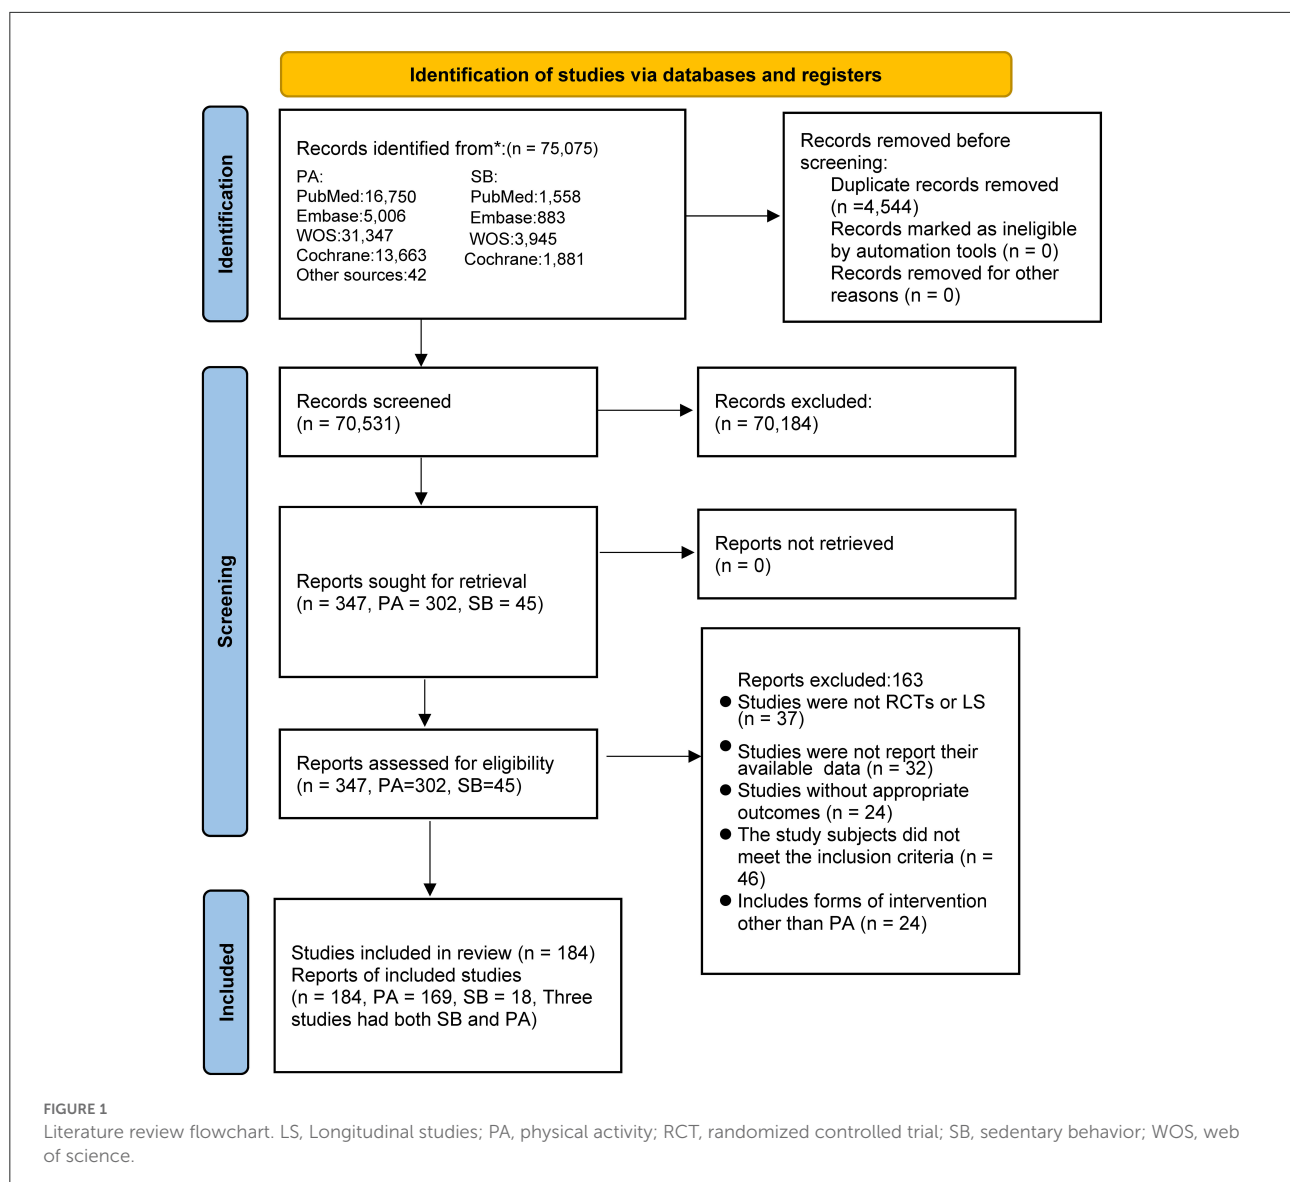 Identification of studies via databases and registers
Identification
Records identified from*:(n = 75,075)
PA:
PubMed:16,750
Embase:5,006
WOS:31,347
Cochrane:13,663
Other sources:42
SB:
PubMed:1,558
Embase:883
WOS:3,945
Cochrane:1,881
Records removed before
screening:
Duplicate records removed
(n =4,544)
Records marked as ineligible
by automation tools (n = 0)
Records removed for other
reasons (n = 0)
Screening
Records screened
(n = 70,531)
Records excluded:
(n = 70,184)
Reports sought for retrieval
(n = 347, PA = 302, SB = 45)
Reports not retrieved
(n = 0)
Reports assessed for eligibility
(n = 347, PA=302, SB=45)
Reports excluded:163
● Studies were not RCTs or LS
(n = 37)
● Studies were not report their
available data (n = 32)
● Studies without appropriate
outcomes (n = 24)
● The study subjects did not
meet the inclusion criteria (n =
46)
● Includes forms of intervention
other than PA (n = 24)
Included
Studies included in review (n = 184)
Reports of included studies
(n = 184, PA = 169, SB = 18, Three
studies had both SB and PA)
FIGURE 1
Literature review flowchart. LS, Longitudinal studies; PA, physical activity; RCT, randomized controlled trial; SB, sedentary behavior; WOS, web
of science.